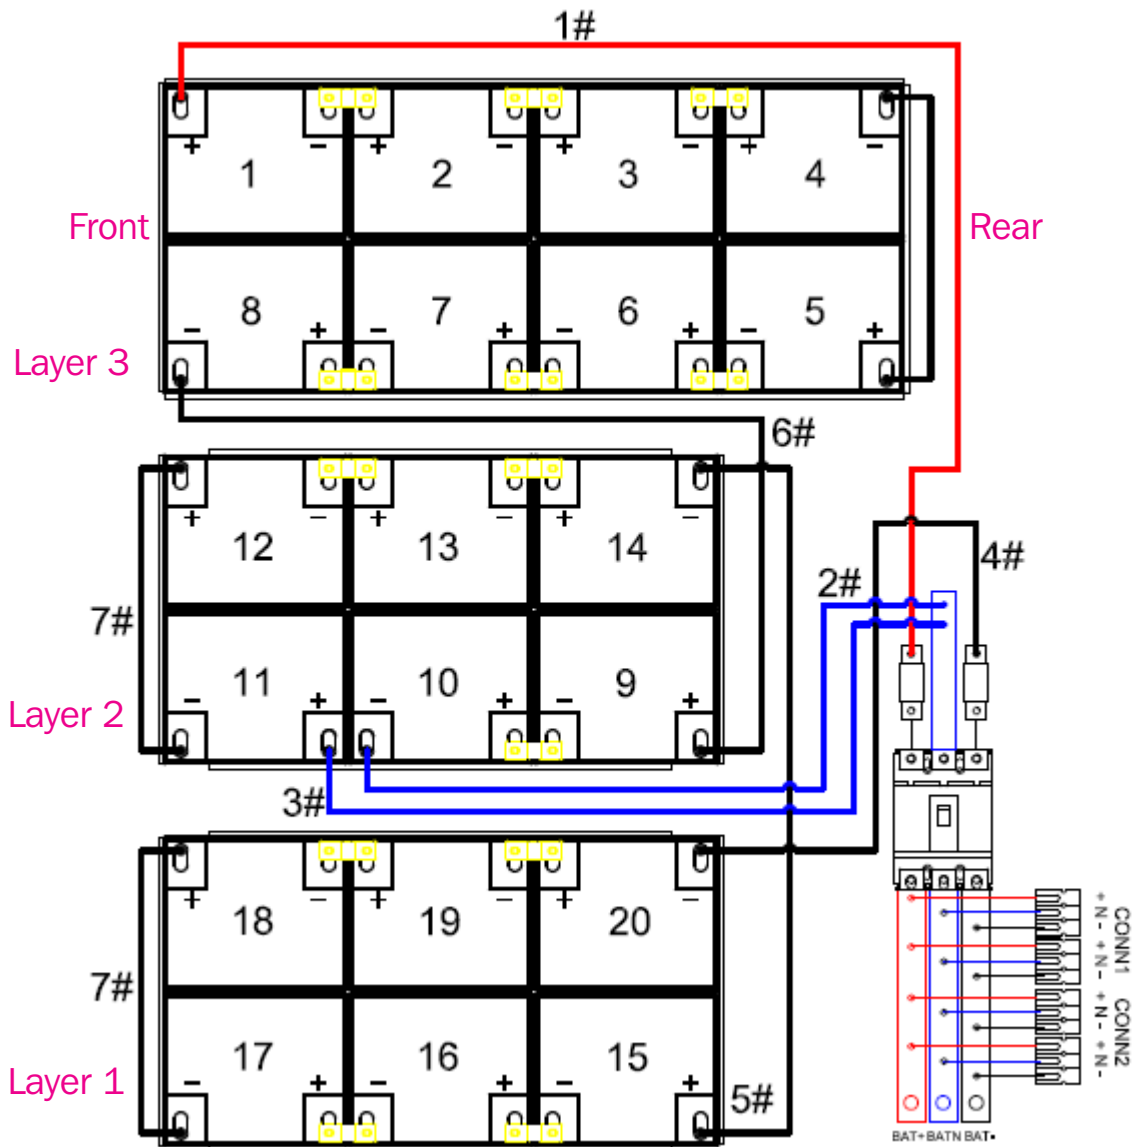 1#
+ - + - + - + -
1 2 3 4
Front
Rear
8 7 6 5
- + - + - + - +
Layer 3
6#
+ - + - + -
12 13 14
4#
2#
7#
11 10 9
- + + -  +
Layer 2
3#
+ - + - + -
18 19 20
7#
17 16 15
- + - + - +
Layer 1
5#
+ N - + N - CONN1
+ N - + N - CONN2
BAT+ BATN BAT-